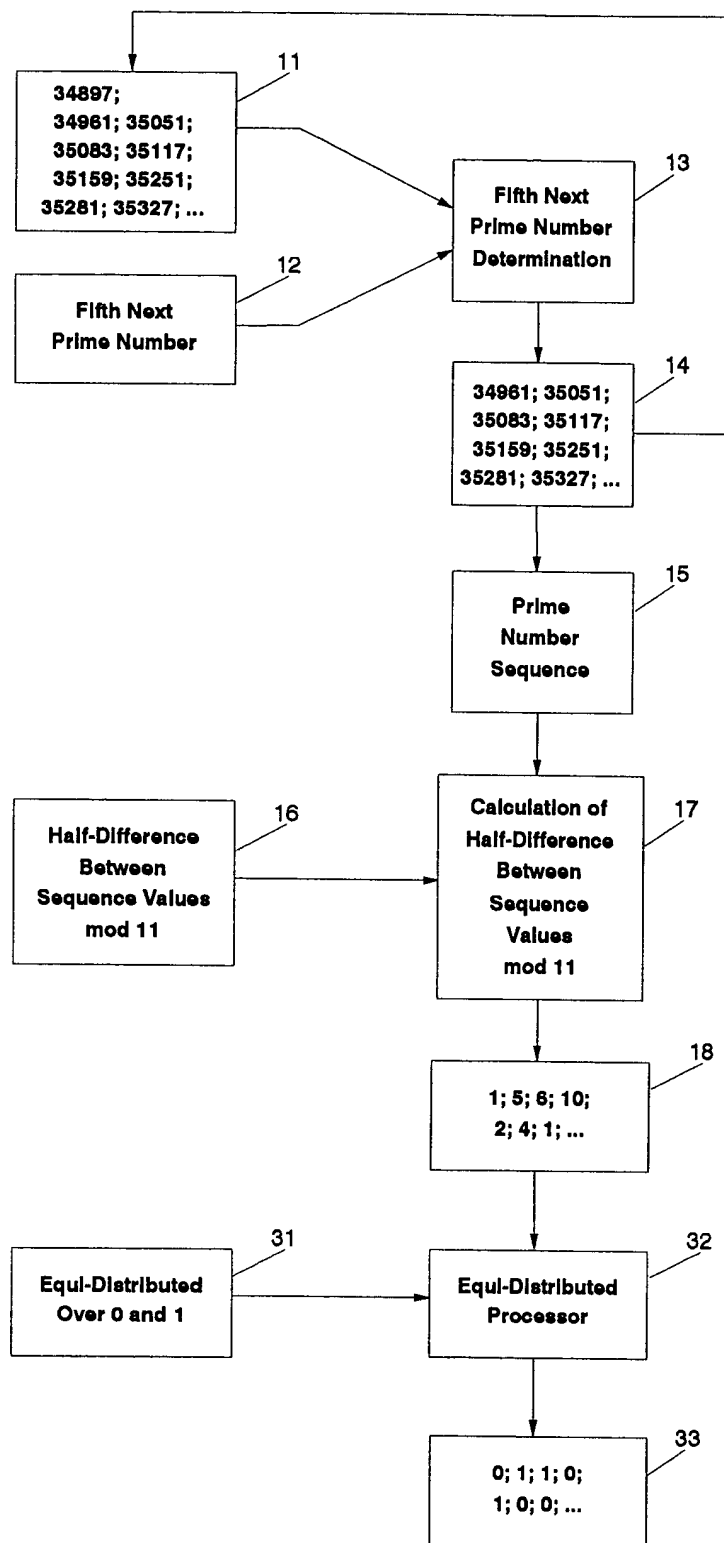 11
34897;
34961; 35051;
35083; 35117;
35159; 35251;
35281; 35327; ...
12
Fifth Next
Prime Number
13
Fifth Next
Prime Number
Determination
14
34961; 35051;
35083; 35117;
35159; 35251;
35281; 35327; ...
15
Prime
Number
Sequence
16
Half-Difference
Between
Sequence Values
mod 11
17
Calculation of
Half-Difference
Between
Sequence
Values
mod 11
18
1; 5; 6; 10;
2; 4; 1; ...
31
Equi-Distributed
Over 0 and 1
32
Equi-Distributed
Processor
33
0; 1; 1; 0;
1; 0; 0; ...